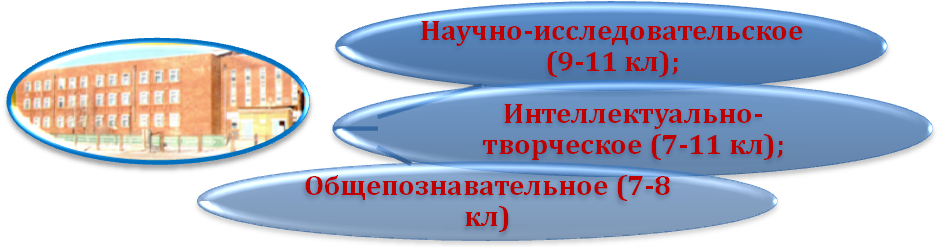 Научно-исследовательское
(9-11 кл);
Интеллектуально-
творческое (7-11 кл);
Общепознавательное (7-8
кл)